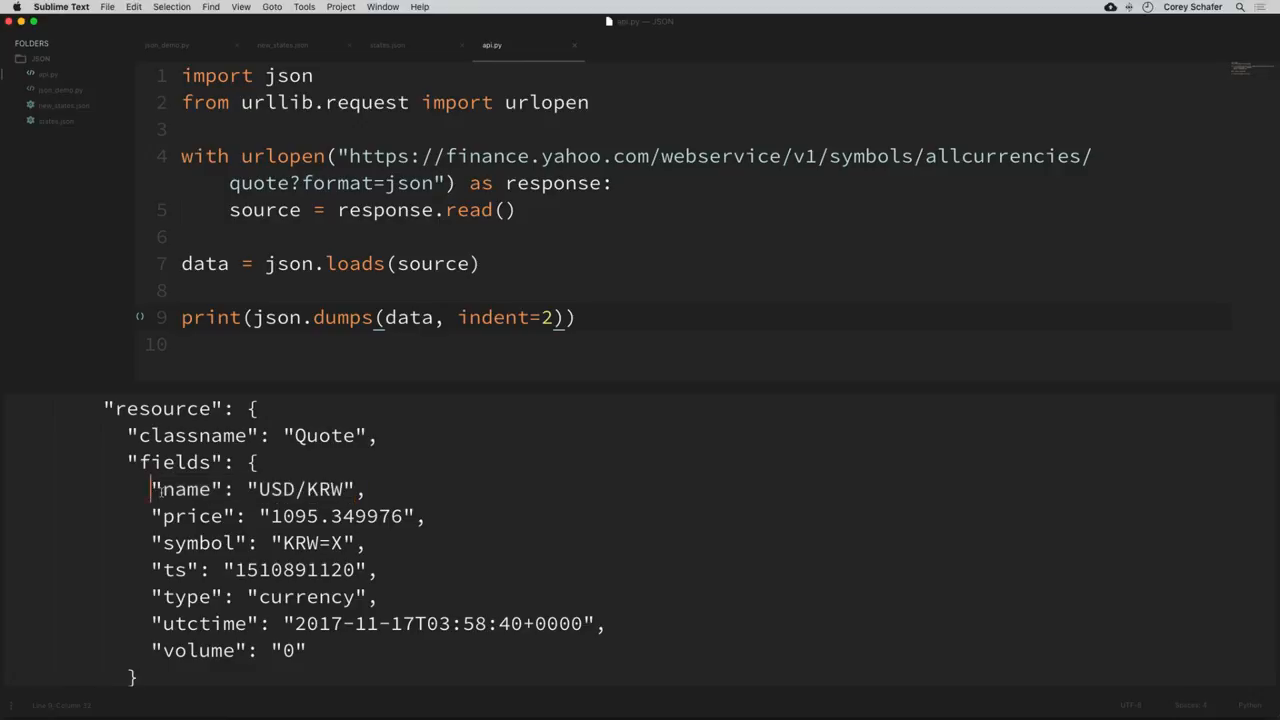 Sublime Text File Edit Selection Find View Goto Tools Project Window Help Corey Schafer
api.py — JSON
FOLDERS
JSON
api.py
json_demo.py
new_states.json
states.json
json_demo.py new_states.json states.json api.py
1 import json
2 from urllib.request import urlopen
3
4 with urlopen("https://finance.yahoo.com/webservice/v1/symbols/allcurrencies/
quote?format=json") as response:
5 source = response.read()
6
7 data = json.loads(source)
8
9 print(json.dumps(data, indent=2))
10
"resource": {
"classname": "Quote",
"fields": {
"name": "USD/KRW",
"price": "1095.349976",
"symbol": "KRW=X",
"ts": "1510891120",
"type": "currency",
"utctime": "2017-11-17T03:58:40+0000",
"volume": "0"
}
Line 9, Column 32 UTF-8 Spaces: 4 Python